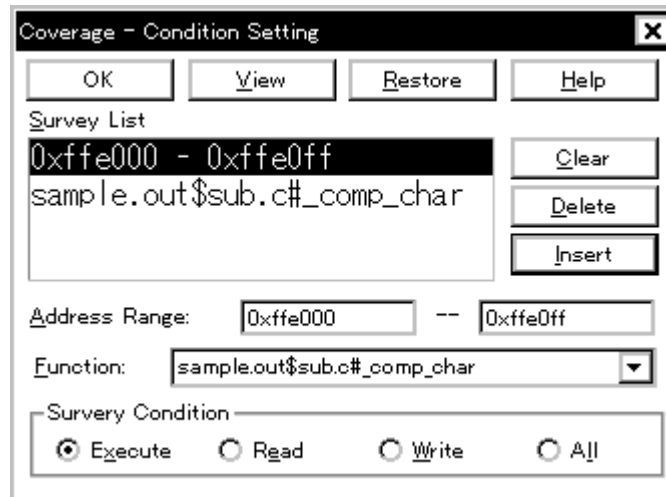 Coverage - Condition Setting
OK View Restore Help
Survey List
0xffe000 - 0xffe0ff
sample.out$sub.c#_comp_char
Clear
Delete
Insert
Address Range: 0xffe000 -- 0xffe0ff
Function: sample.out$sub.c#_comp_char
Survery Condition
Execute Read Write All